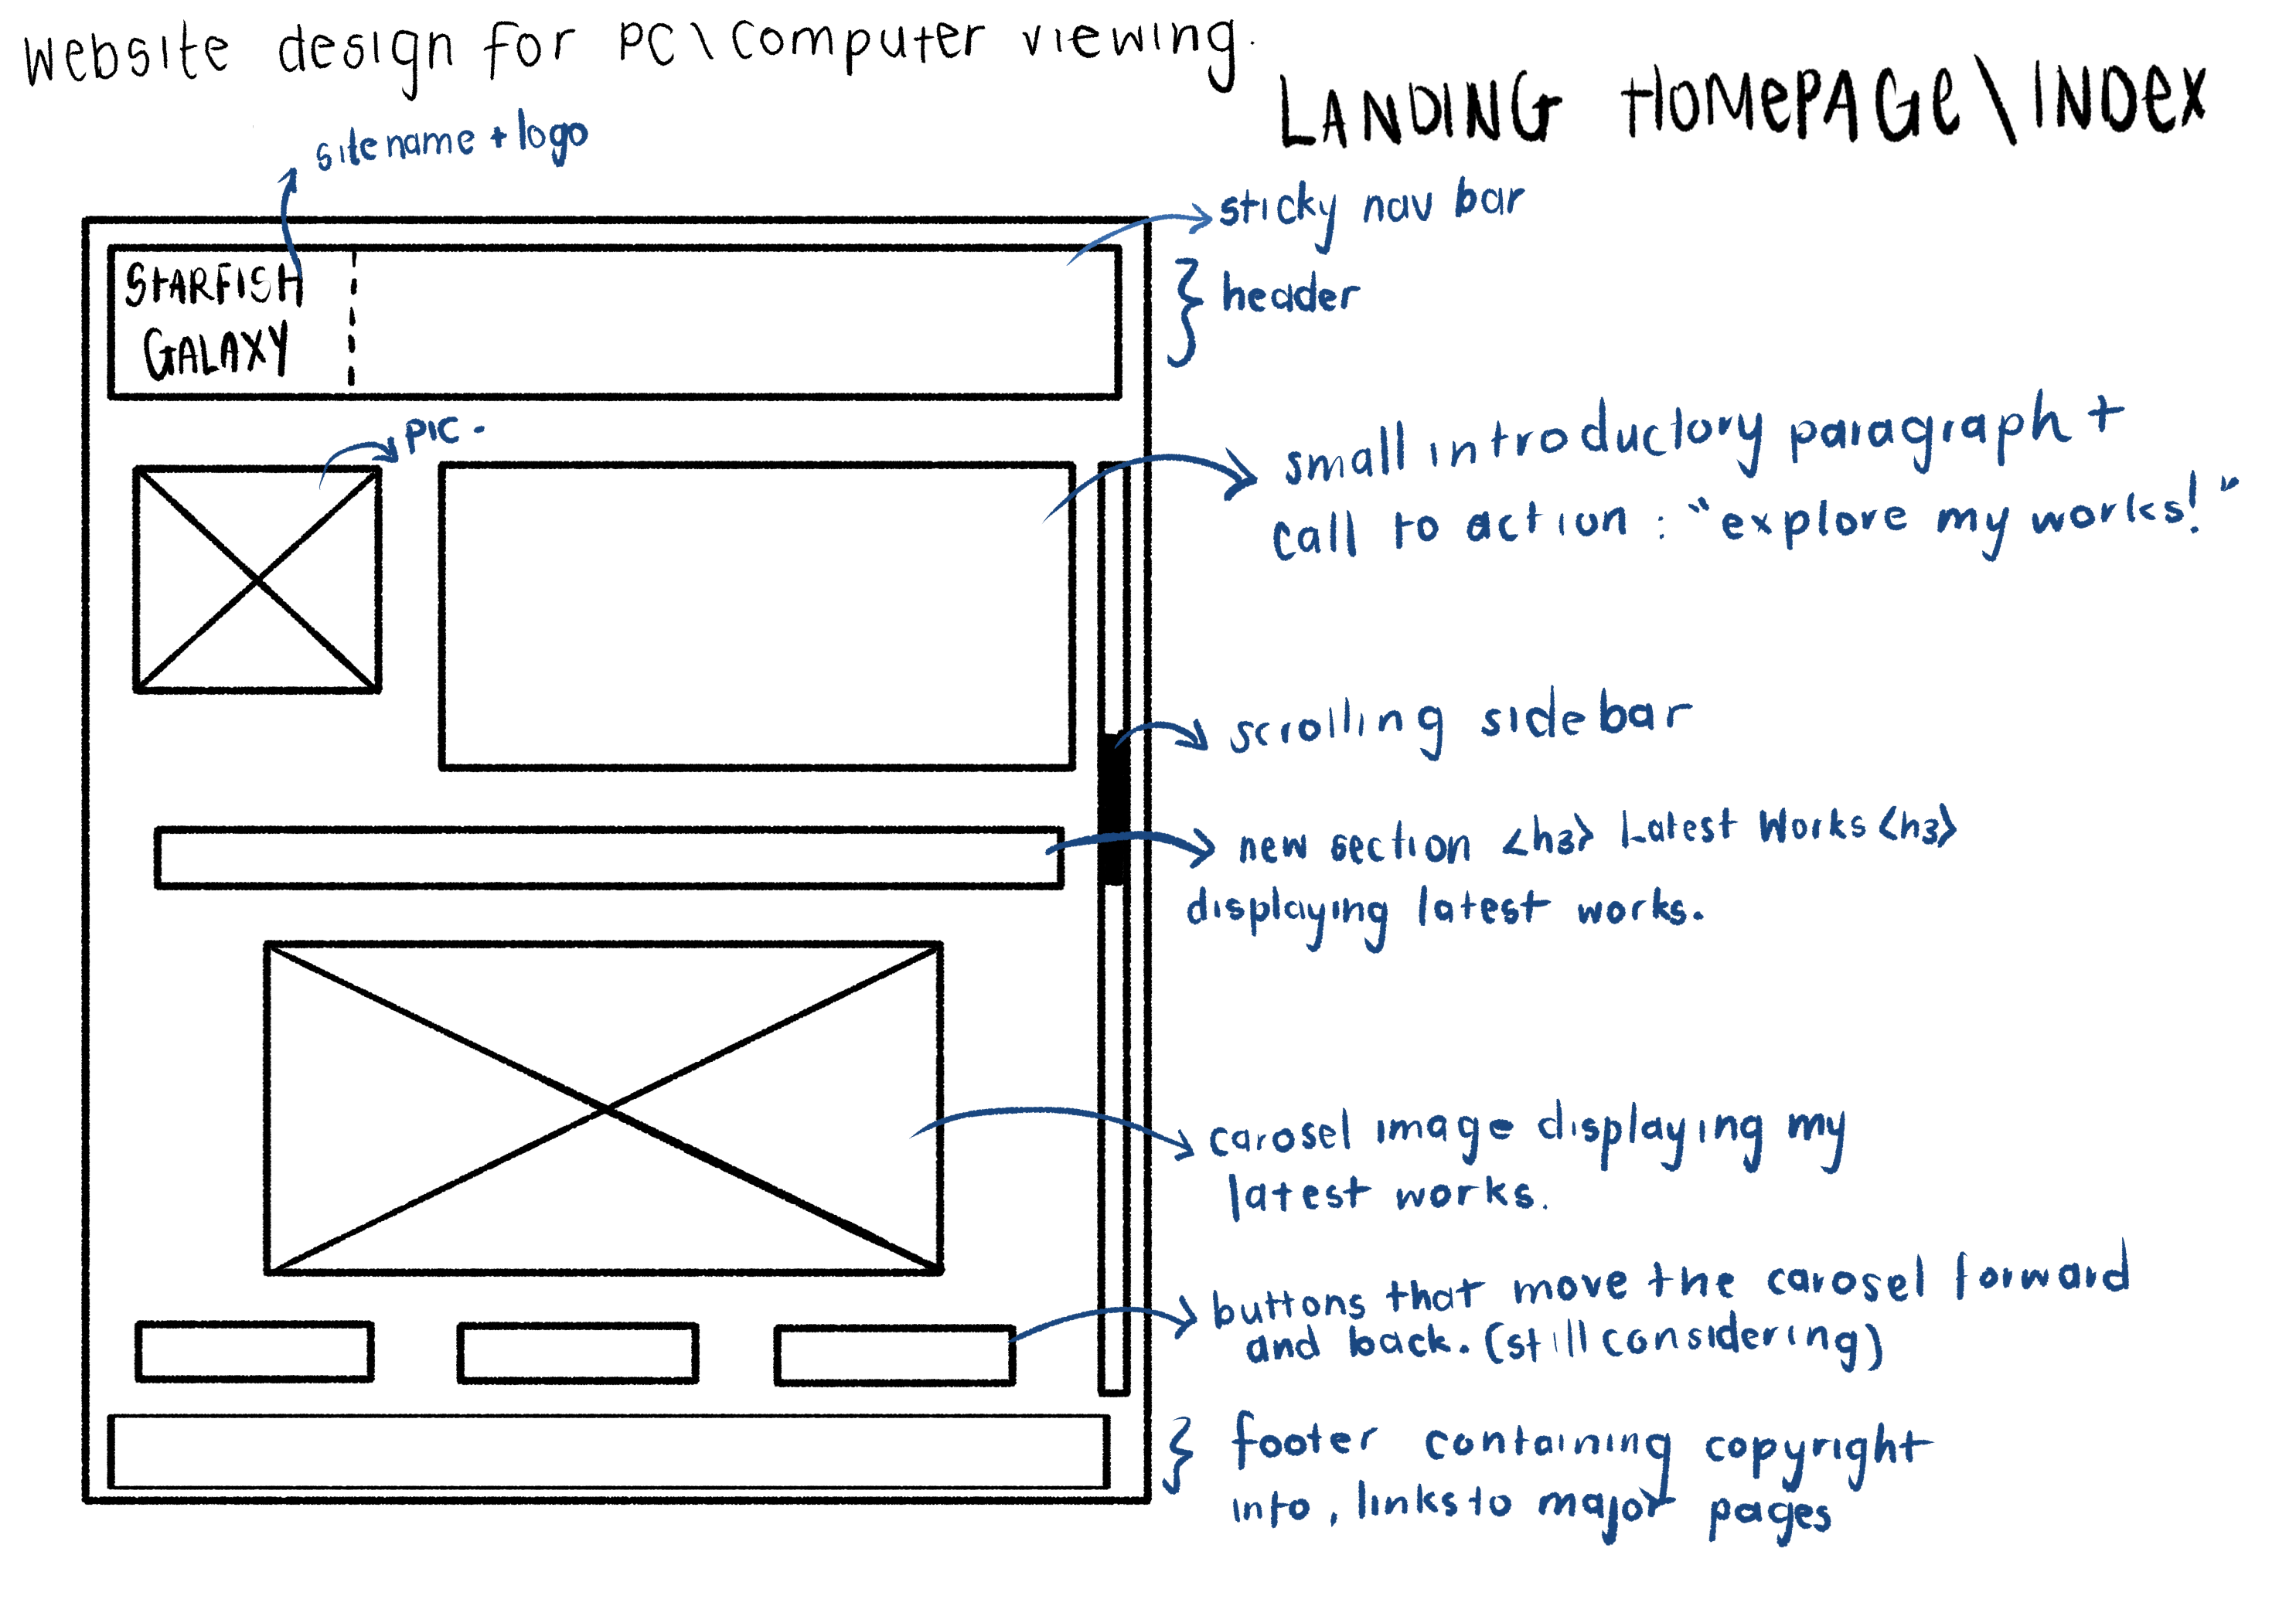 Website design for PC\Computer viewing.
LANDING HOMEPAGE\INDEX
site name + logo
sticky nav bar
header
STARFISH
GALAXY
PIC.
small introductory paragraph +
call to action : "explore my works!"
scrolling sidebar
new section <h3> Latest Works <h3>
displaying latest works.
carosel image displaying my
latest works.
buttons that move the carosel forward
and back. (still considering)
footer containing copyright
info, links to major pages